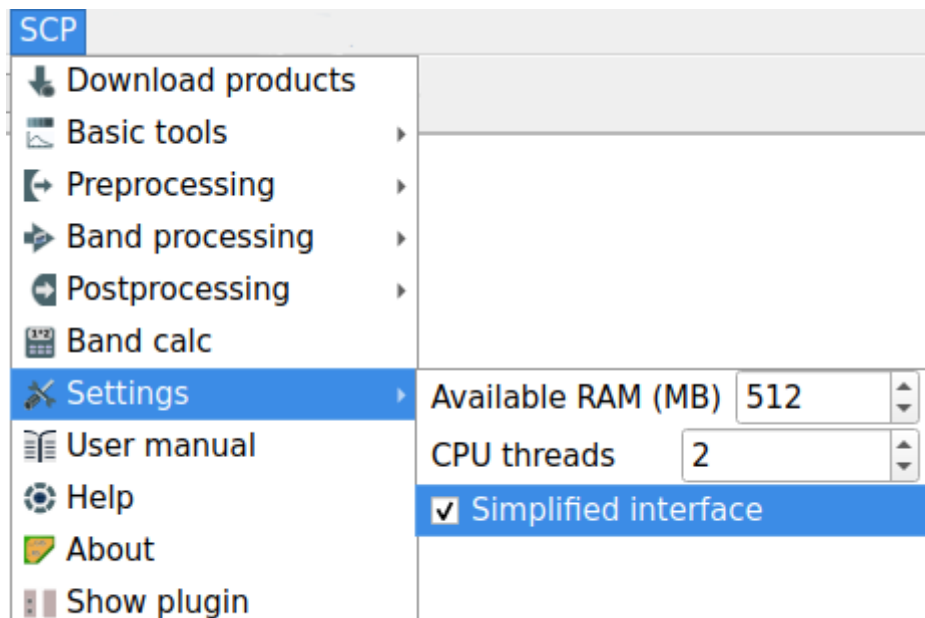 SCP
Download products
Basic tools
Preprocessing
Band processing
Postprocessing
Band calc
Settings
Available RAM (MB) 512
CPU threads 2
Simplified interface
User manual
Help
About
Show plugin